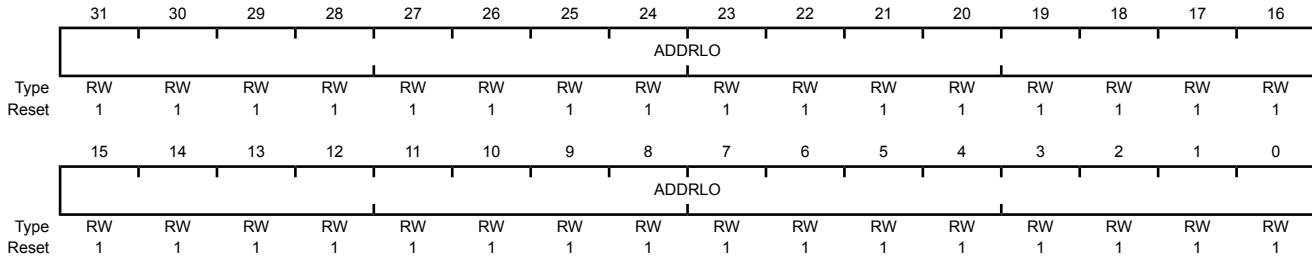 31 30 29 28 27 26 25 24 23 22 21 20 19 18 17 16
ADDRLO
Type RW RW RW RW RW RW RW RW RW RW RW RW RW RW RW RW
Reset 1 1 1 1 1 1 1 1 1 1 1 1 1 1 1 1
15 14 13 12 11 10 9 8 7 6 5 4 3 2 1 0
ADDRLO
Type RW RW RW RW RW RW RW RW RW RW RW RW RW RW RW RW
Reset 1 1 1 1 1 1 1 1 1 1 1 1 1 1 1 1